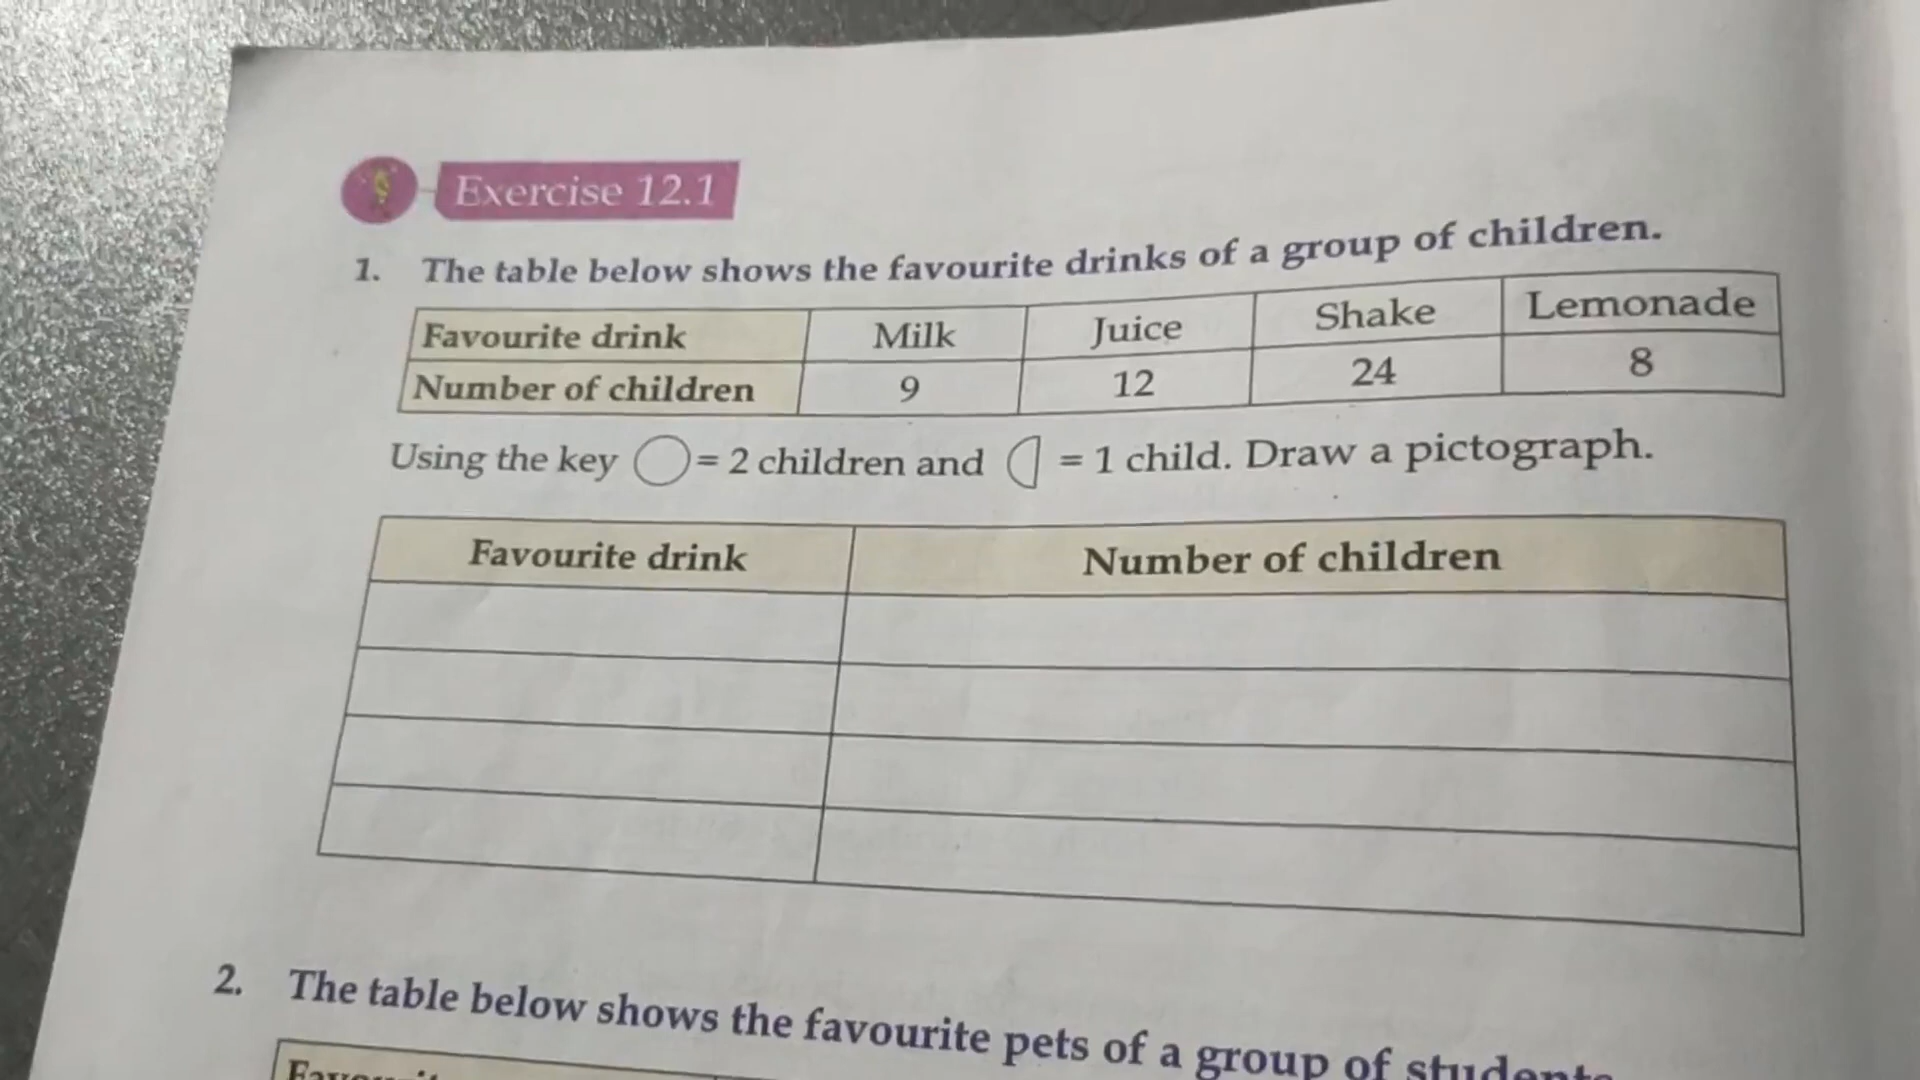 Exercise 12.1
1. The table below shows the favourite drinks of a group of children.
Favourite drink Milk Juice Shake Lemonade
Number of children 9 12 24 8
Using the key = 2 children and = 1 child. Draw a pictograph.
Favourite drink Number of children
2. The table below shows the favourite pets of a group of students